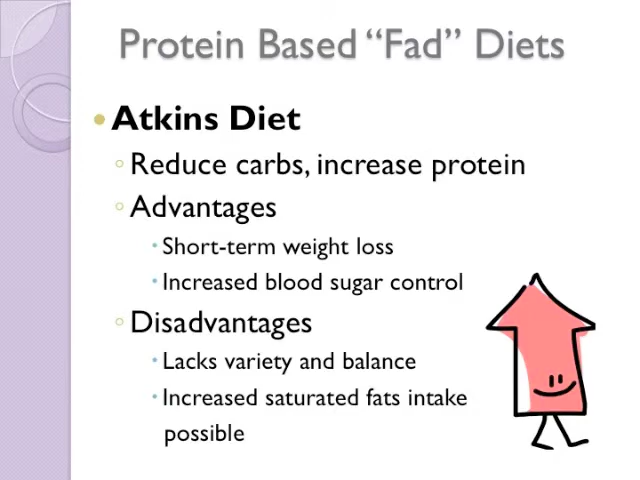 Protein Based “Fad” Diets
Atkins Diet
Reduce carbs, increase protein
Advantages
Short-term weight loss
Increased blood sugar control
Disadvantages
Lacks variety and balance
Increased saturated fats intake
possible